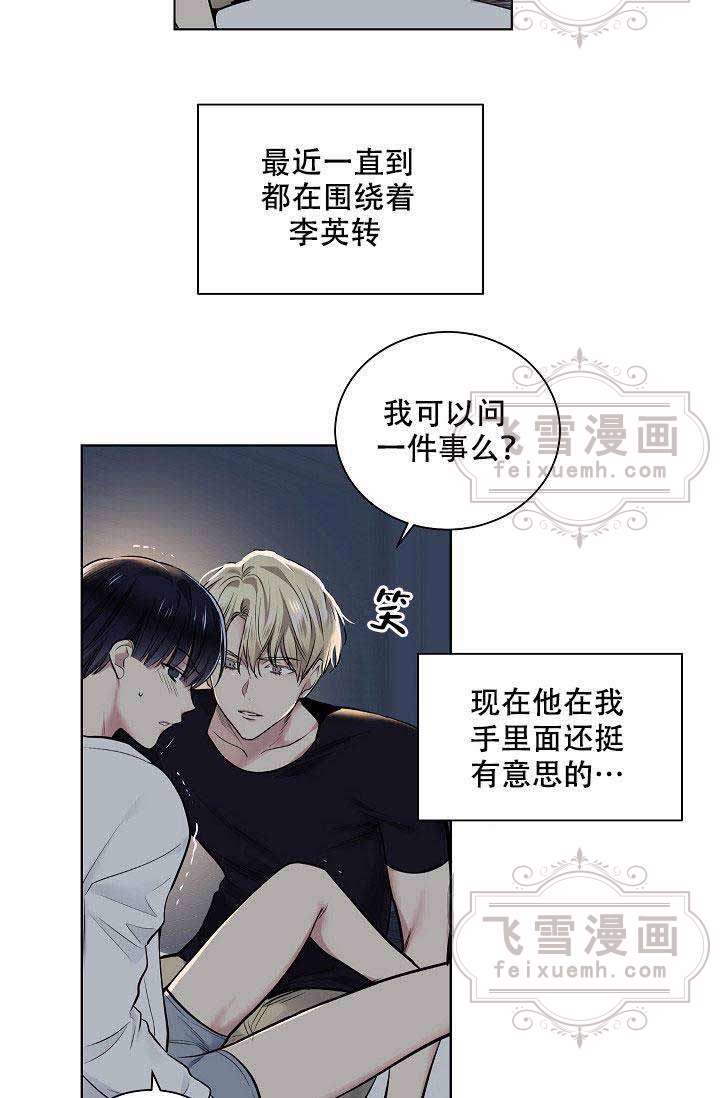 最近一直到
都在围绕着
李英转
我可以问
一件事么?
飞雪漫画
feixuemh.com
笑
现在他在我
手里面还挺
有意思的…
飞雪漫画
feixuemh.com